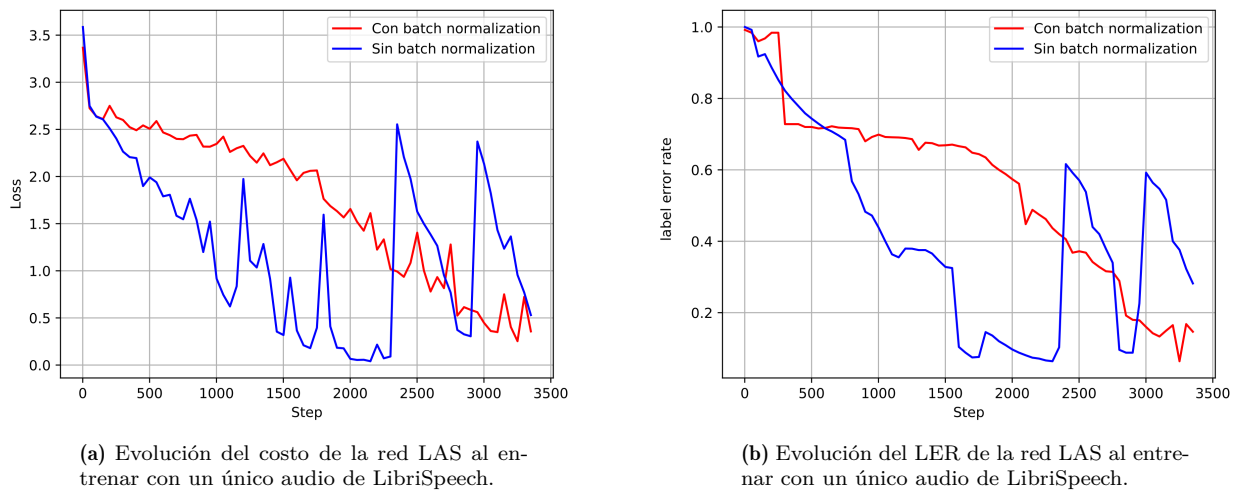 Con batch normalization
Sin batch normalization
3.5
3.0
2.5
2.0
1.5
1.0
0.5
0.0
Loss
0
500
1000
1500
2000
2500
3000
3500
Step
(a) Evolución del costo de la red LAS al en-
trenar con un único audio de LibriSpeech.
Con batch normalization
Sin batch normalization
1.0
0.8
0.6
0.4
0.2
label error rate
0
500
1000
1500
2000
2500
3000
3500
Step
(b) Evolución del LER de la red LAS al entre-
nar con un único audio de LibriSpeech.